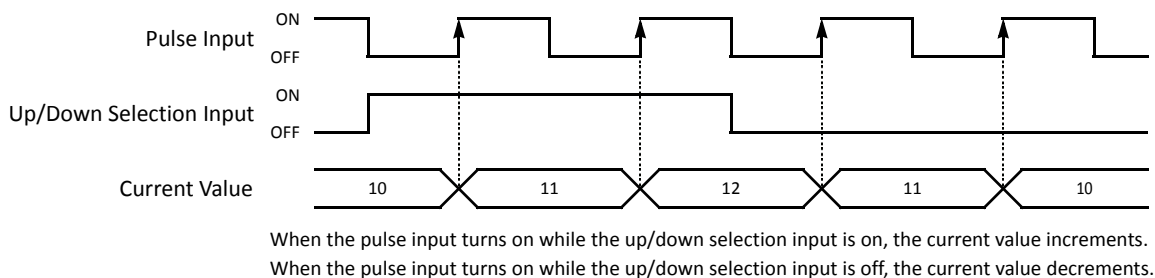 ON
Pulse Input
OFF
ON
Up/Down Selection Input
OFF
Current Value 10 11 12 11 10
When the pulse input turns on while the up/down selection input is on, the current value increments.
When the pulse input turns on while the up/down selection input is off, the current value decrements.